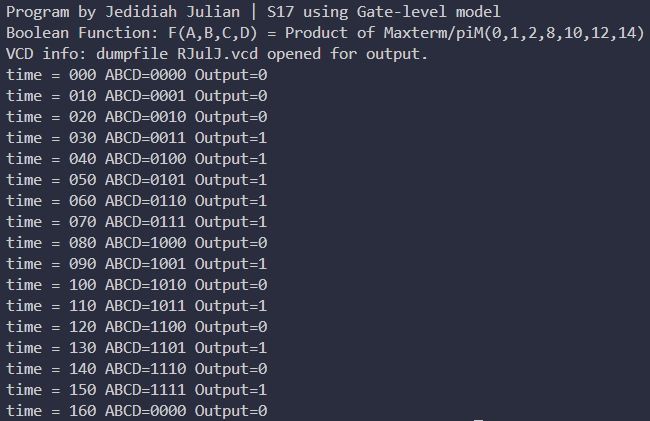 Program by Jedidiah Julian | S17 using Gate-level model
Boolean Function: F(A,B,C,D) = Product of Maxterm/piM(0,1,2,8,10,12,14)
VCD info: dumpfile RJulJ.vcd opened for output.
time = 000 ABCD=0000 Output=0
time = 010 ABCD=0001 Output=0
time = 020 ABCD=0010 Output=0
time = 030 ABCD=0011 Output=1
time = 040 ABCD=0100 Output=1
time = 050 ABCD=0101 Output=1
time = 060 ABCD=0110 Output=1
time = 070 ABCD=0111 Output=1
time = 080 ABCD=1000 Output=0
time = 090 ABCD=1001 Output=1
time = 100 ABCD=1010 Output=0
time = 110 ABCD=1011 Output=1
time = 120 ABCD=1100 Output=0
time = 130 ABCD=1101 Output=1
time = 140 ABCD=1110 Output=0
time = 150 ABCD=1111 Output=1
time = 160 ABCD=0000 Output=0